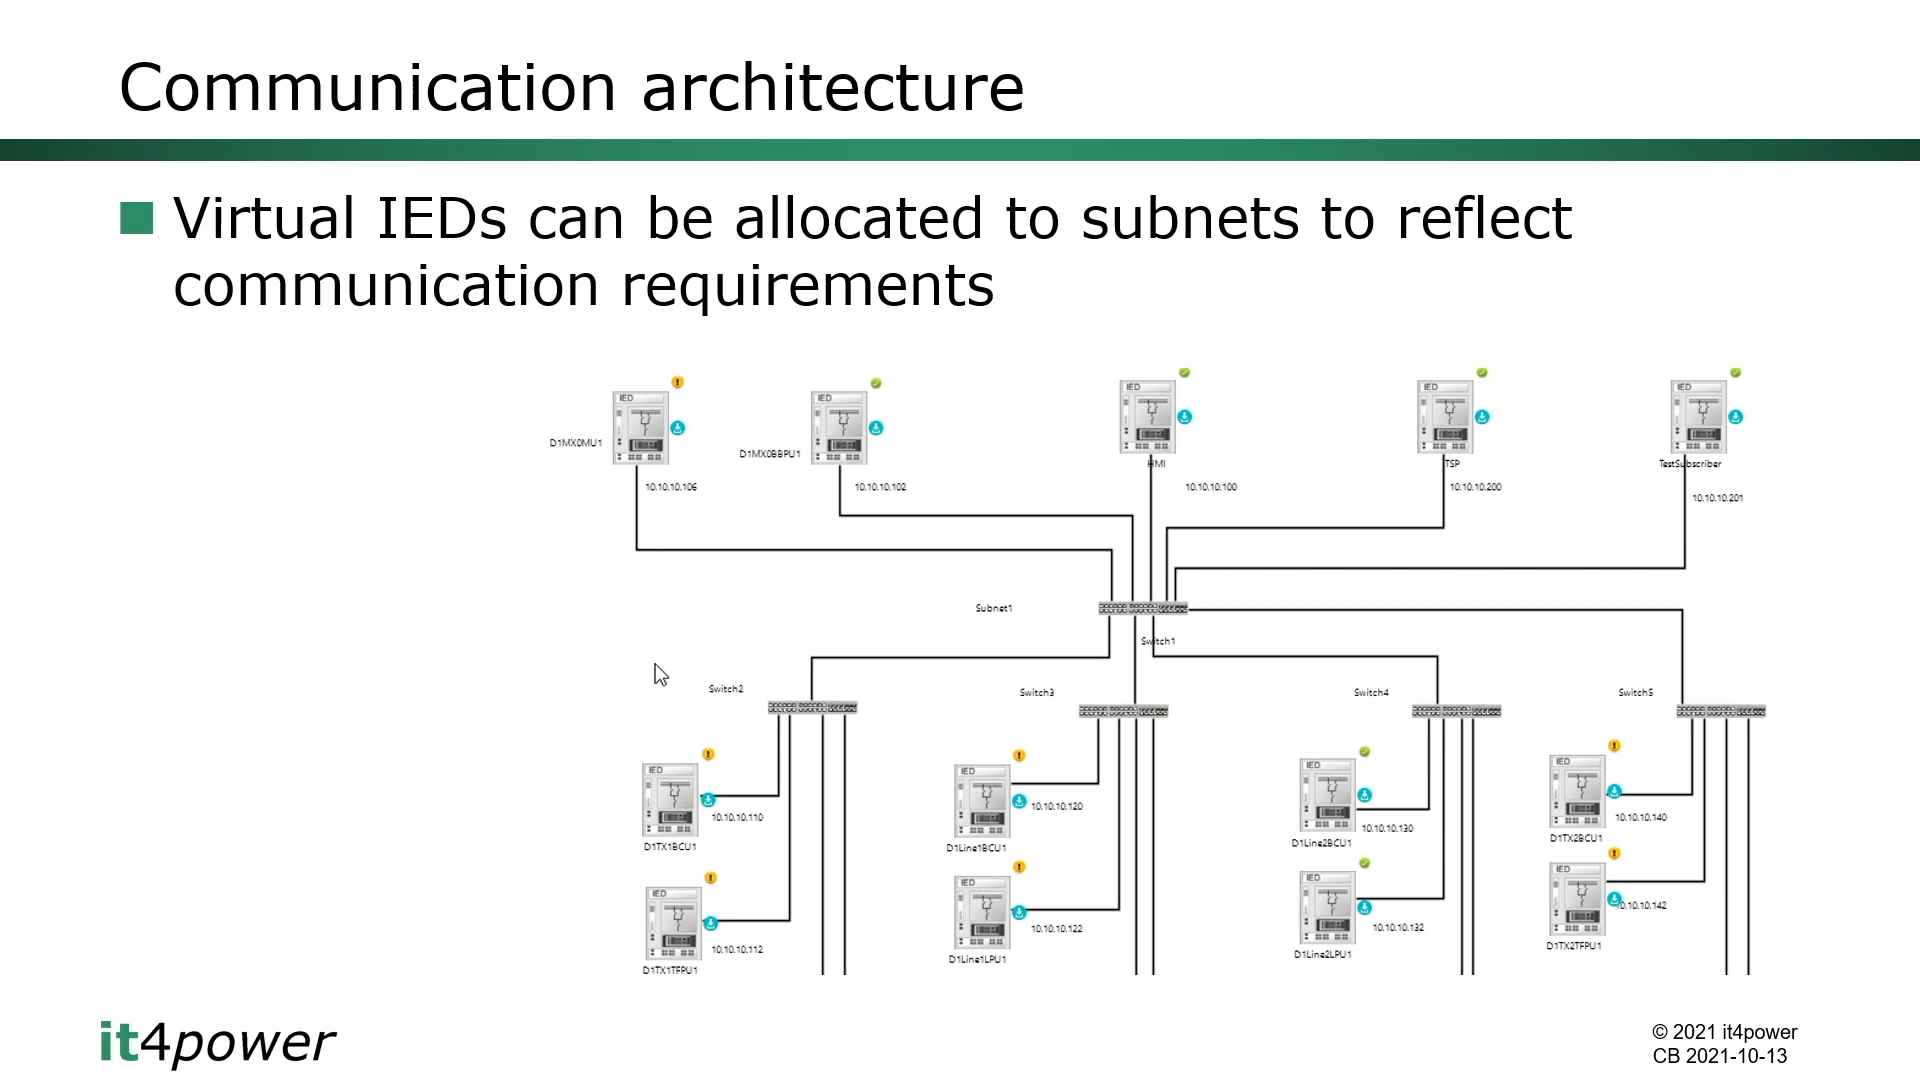 Communication architecture
Virtual IEDs can be allocated to subnets to reflect
communication requirements
IED
IED
IED
IED
IED
D1MX0MU1
D1MX0BBPU1
HMI
TSP
TestSubscriber
10.10.10.106
10.10.10.102
10.10.10.100
10.10.10.200
10.10.10.201
Subnet1
Switch1
Switch2
Switch3
Switch4
Switch5
IED
IED
IED
IED
10.10.10.110
10.10.10.120
10.10.10.130
10.10.10.140
D1TX1BCU1
D1Line1BCU1
D1Line2BCU1
D1TX2BCU1
IED
IED
IED
IED
10.10.10.112
10.10.10.122
10.10.10.132
10.10.10.142
D1TX1TFPU1
D1Line1LPU1
D1Line2LPU1
D1TX2TFPU1
it4power
© 2021 it4power
CB 2021-10-13